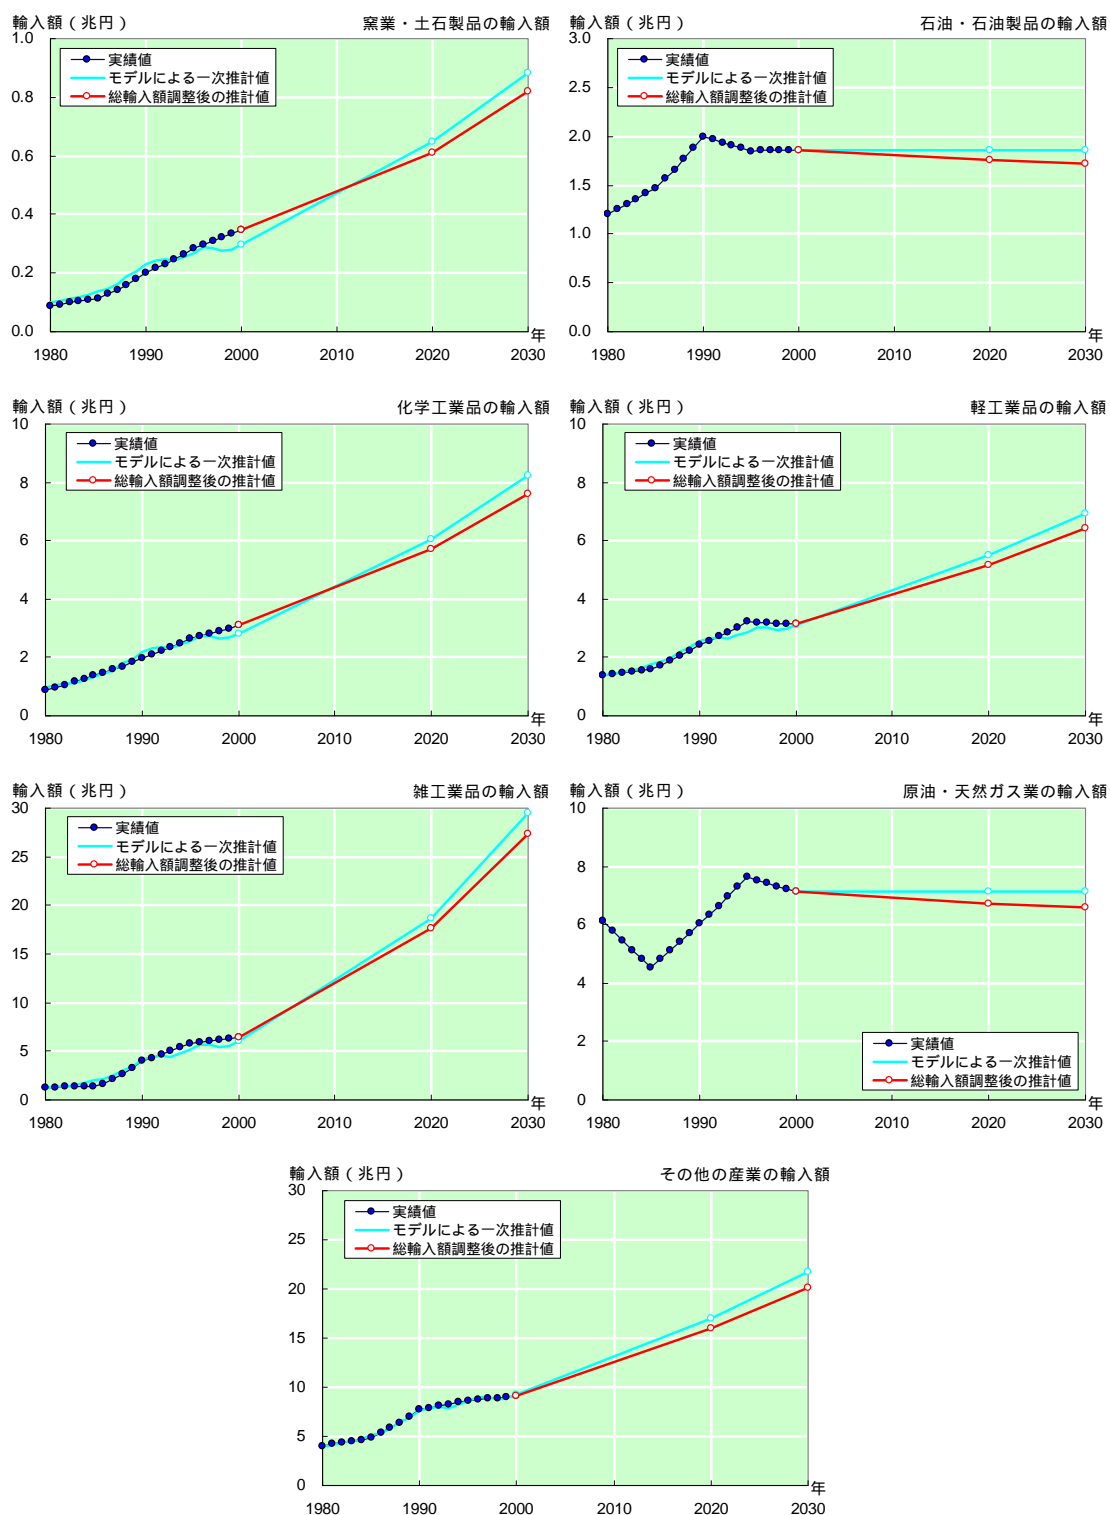 輸入額（兆円）
窯業・土石製品の輸入額
1.0
0.8
0.6
0.4
0.2
0.0
実績値
モデルによる一次推計値
総輸入額調整後の推計値
年
1980 1990 2000 2010 2020 2030
輸入額（兆円）
石油・石油製品の輸入額
3.0
2.5
2.0
1.5
1.0
0.5
0.0
実績値
モデルによる一次推計値
総輸入額調整後の推計値
年
1980 1990 2000 2010 2020 2030
輸入額（兆円）
化学工業品の輸入額
10
8
6
4
2
0
実績値
モデルによる一次推計値
総輸入額調整後の推計値
年
1980 1990 2000 2010 2020 2030
輸入額（兆円）
軽工業品の輸入額
10
8
6
4
2
0
実績値
モデルによる一次推計値
総輸入額調整後の推計値
年
1980 1990 2000 2010 2020 2030
輸入額（兆円）
雑工業品の輸入額
30
25
20
15
10
5
0
実績値
モデルによる一次推計値
総輸入額調整後の推計値
年
1980 1990 2000 2010 2020 2030
輸入額（兆円）
原油・天然ガス業の輸入額
10
8
6
4
2
0
実績値
モデルによる一次推計値
総輸入額調整後の推計値
年
1980 1990 2000 2010 2020 2030
輸入額（兆円）
その他の産業の輸入額
30
25
20
15
10
5
0
実績値
モデルによる一次推計値
総輸入額調整後の推計値
年
1980 1990 2000 2010 2020 2030